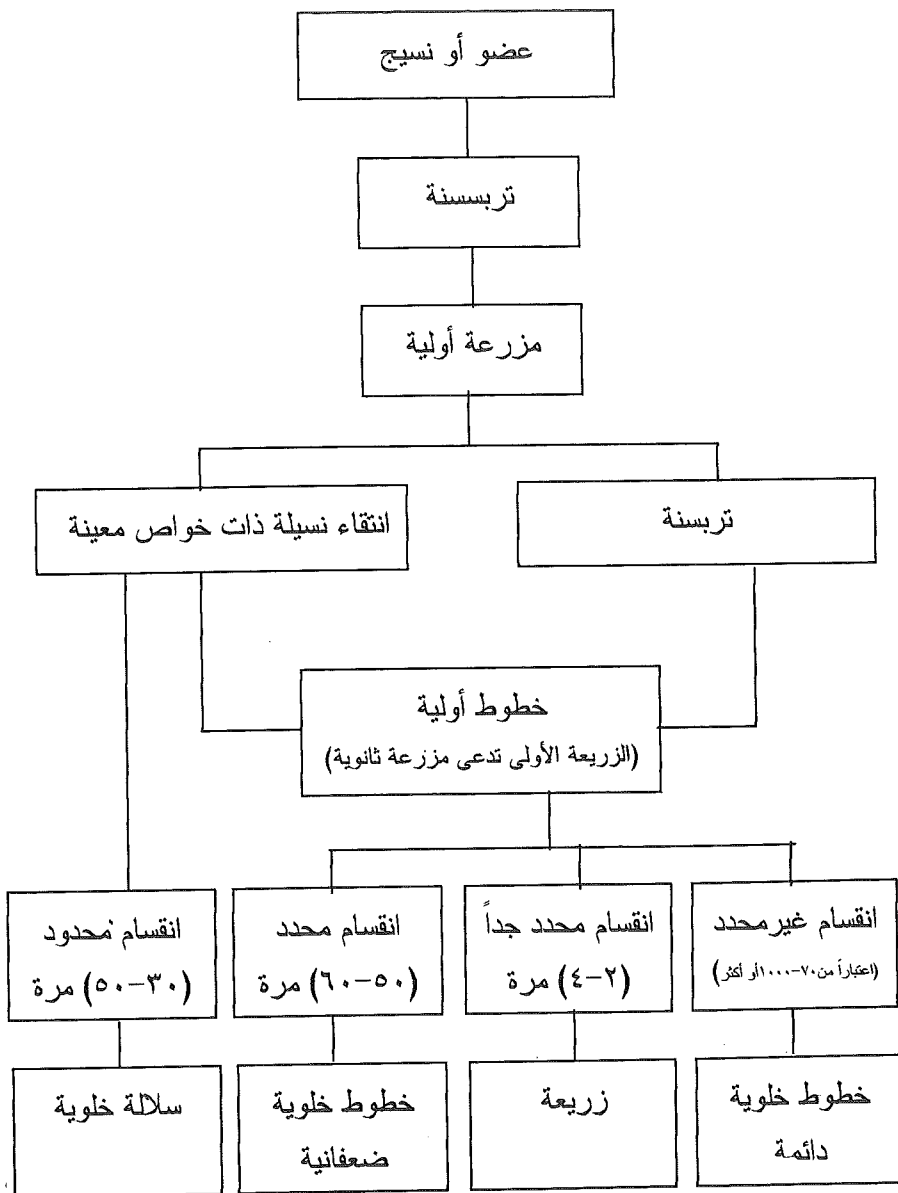 عضو أو نسيج
تربسسنة
مزرعة أولية
تربسنة
انتقاء نسيلة ذات خواص معينة
خطوط أولية
(الزريعة الأولى تدعى مزرعة ثانوية)
انقسام غير محدد
(اعتباراً من ٧٠-١٠٠٠ أو أكثر)
انقسام محدد جداً
(٢-٤) مرة
انقسام محدد
(٥٠-٦٠) مرة
انقسام محدود
(٣٠-٥٠) مرة
خطوط خلوية
دائمة
زريعة
خطوط خلوية
ضعفانية
سلالة خلوية